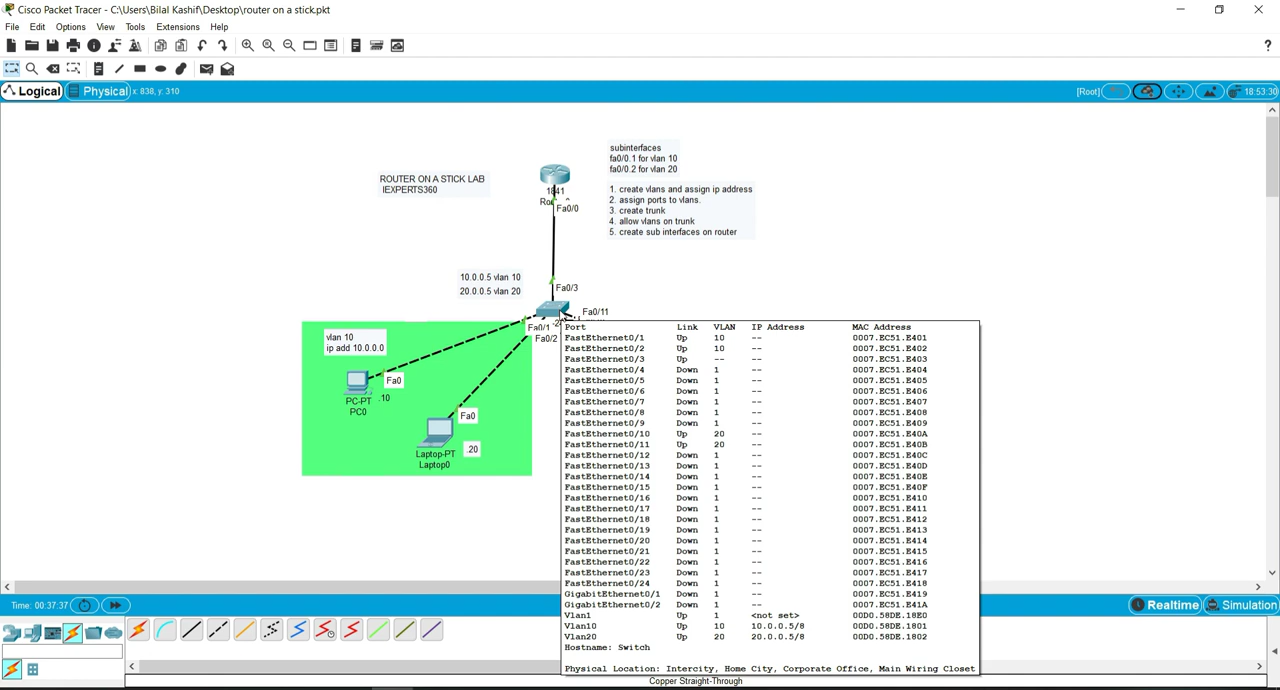 Cisco Packet Tracer - C:\Users\Bilal Kashif\Desktop\router on a stick.pkt
File Edit Options View Tools Extensions Help
?
Logical Physical x: 838, y: 310 [Root] 18:53:30
subinterfaces
fa0/0.1 for vlan 10
fa0/0.2 for vlan 20
ROUTER ON A STICK LAB
IEXPERTS360
1841
Fa0/0
1. create vlans and assign ip address
2. assign ports to vlans.
3. create trunk
4. allow vlans on trunk
5. create sub interfaces on router
10.0.0.5 vlan 10
20.0.0.5 vlan 20
Fa0/3
Fa0/11
Fa0/1
Fa0/2
vlan 10
ip add 10.0.0.0
Fa0
PC-PT
PC0
.10
Fa0
Laptop-PT
Laptop0
.20
Port Link VLAN IP Address MAC Address
FastEthernet0/1 Up 10 -- 0007.EC51.E401
FastEthernet0/2 Up 10 -- 0007.EC51.E402
FastEthernet0/3 Up -- -- 0007.EC51.E403
FastEthernet0/4 Down 1 -- 0007.EC51.E404
FastEthernet0/5 Down 1 -- 0007.EC51.E405
FastEthernet0/6 Down 1 -- 0007.EC51.E406
FastEthernet0/7 Down 1 -- 0007.EC51.E407
FastEthernet0/8 Down 1 -- 0007.EC51.E408
FastEthernet0/9 Down 1 -- 0007.EC51.E409
FastEthernet0/10 Up 20 -- 0007.EC51.E40A
FastEthernet0/11 Up 20 -- 0007.EC51.E40B
FastEthernet0/12 Down 1 -- 0007.EC51.E40C
FastEthernet0/13 Down 1 -- 0007.EC51.E40D
FastEthernet0/14 Down 1 -- 0007.EC51.E40E
FastEthernet0/15 Down 1 -- 0007.EC51.E40F
FastEthernet0/16 Down 1 -- 0007.EC51.E410
FastEthernet0/17 Down 1 -- 0007.EC51.E411
FastEthernet0/18 Down 1 -- 0007.EC51.E412
FastEthernet0/19 Down 1 -- 0007.EC51.E413
FastEthernet0/20 Down 1 -- 0007.EC51.E414
FastEthernet0/21 Down 1 -- 0007.EC51.E415
FastEthernet0/22 Down 1 -- 0007.EC51.E416
FastEthernet0/23 Down 1 -- 0007.EC51.E417
FastEthernet0/24 Down 1 -- 0007.EC51.E418
GigabitEthernet0/1 Down 1 -- 0007.EC51.E419
GigabitEthernet0/2 Down 1 -- 0007.EC51.E41A
Vlan1 Up 1 <not set> 00D0.58DE.18E0
Vlan10 Up 10 10.0.0.5/8 00D0.58DE.1801
Vlan20 Up 20 20.0.0.5/8 00D0.58DE.1802
Hostname: Switch
Physical Location: Intercity, Home City, Corporate Office, Main Wiring Closet
Time: 00:37:37 Realtime Simulation
Copper Straight-Through